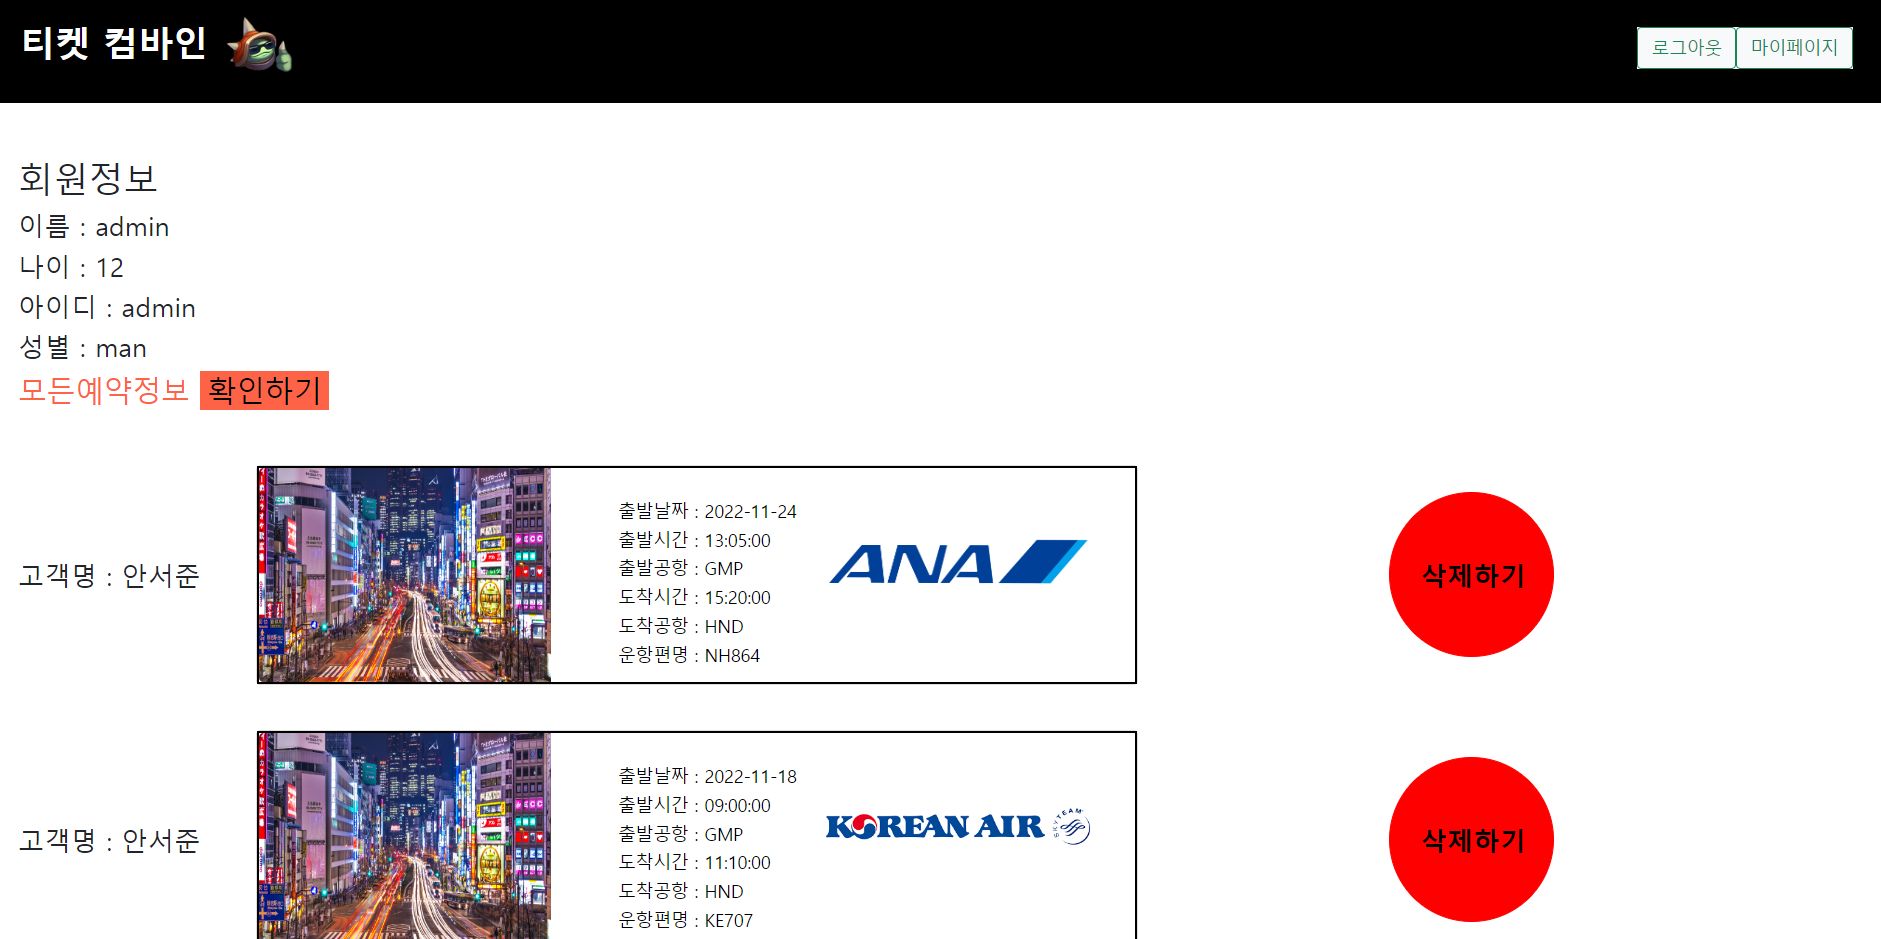 티켓 컴바인
로그아웃 마이페이지
회원정보
이름 : admin
나이 : 12
아이디 : admin
성별 : man
모든예약정보 확인하기
고객명 : 안서준
출발날짜 : 2022-11-24
출발시간 : 13:05:00
출발공항 : GMP
도착시간 : 15:20:00
도착공항 : HND
운항편명 : NH864
ANA
삭제하기
고객명 : 안서준
출발날짜 : 2022-11-18
출발시간 : 09:00:00
출발공항 : GMP
도착시간 : 11:10:00
도착공항 : HND
운항편명 : KE707
KOREAN AIR
SKYTEAM
삭제하기